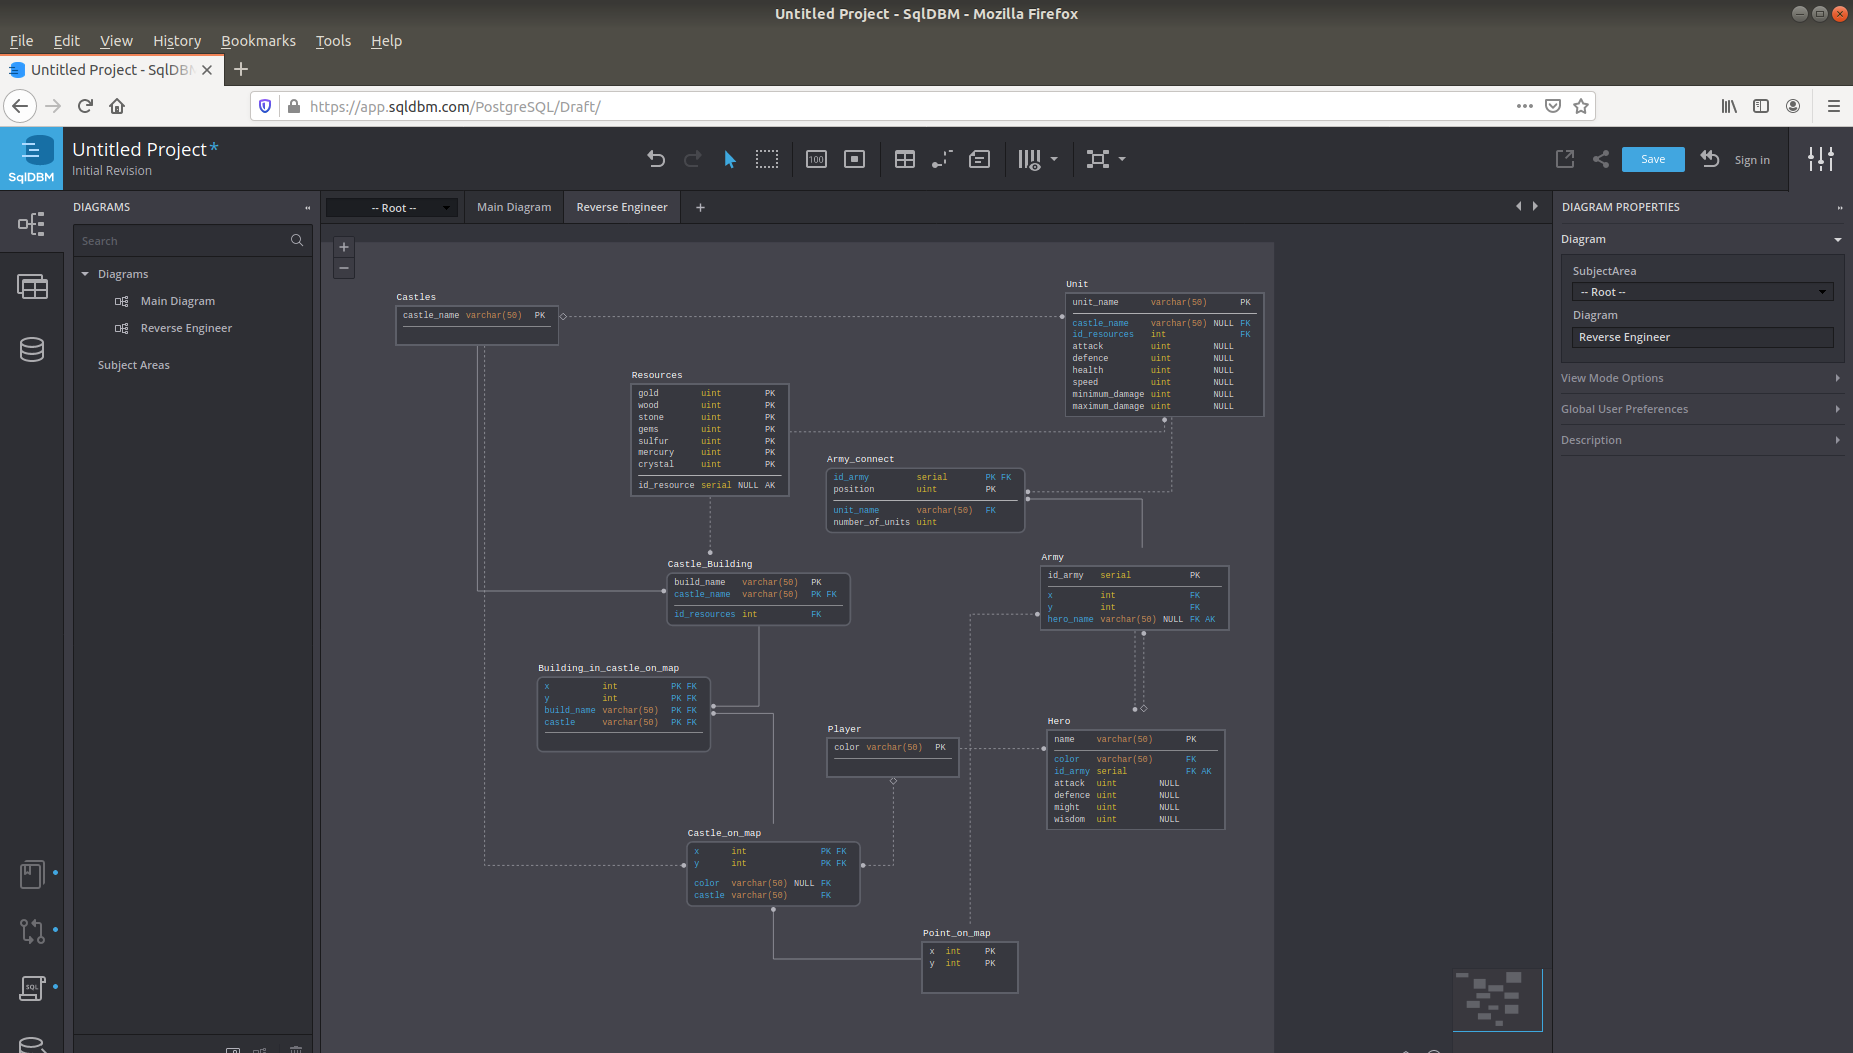 Untitled Project - SqlDBM - Mozilla Firefox
File Edit View History Bookmarks Tools Help
Untitled Project - SqlDBM
https://app.sqldbm.com/PostgreSQL/Draft/
SqlDBM
Untitled Project*
Initial Revision
100
Save
Sign in
DIAGRAMS
Search
Diagrams
Main Diagram
Reverse Engineer
Subject Areas
SQL
-- Root --
Main Diagram
Reverse Engineer
Castles
castle_name varchar(50) PK
Unit
unit_name varchar(50) PK
castle_name varchar(50) NULL FK
id_resources int FK
attack uint NULL
defence uint NULL
health uint NULL
speed uint NULL
minimum_damage uint NULL
maximum_damage uint NULL
Resources
gold uint PK
wood uint PK
stone uint PK
gems uint PK
sulfur uint PK
mercury uint PK
crystal uint PK
id_resource serial NULL AK
Army_connect
id_army serial PK FK
position uint PK
unit_name varchar(50) FK
number_of_units uint
Castle_Building
build_name varchar(50) PK
castle_name varchar(50) PK FK
id_resources int FK
Army
id_army serial PK
x int FK
y int FK
hero_name varchar(50) NULL FK AK
Building_in_castle_on_map
x int PK FK
y int PK FK
build_name varchar(50) PK FK
castle varchar(50) PK FK
Player
color varchar(50) PK
Hero
name varchar(50) PK
color varchar(50) FK
id_army serial FK AK
attack uint NULL
defence uint NULL
might uint NULL
wisdom uint NULL
Castle_on_map
x int PK FK
y int PK FK
color varchar(50) NULL FK
castle varchar(50) FK
Point_on_map
x int PK
y int PK
DIAGRAM PROPERTIES
Diagram
SubjectArea
-- Root --
Diagram
Reverse Engineer
View Mode Options
Global User Preferences
Description